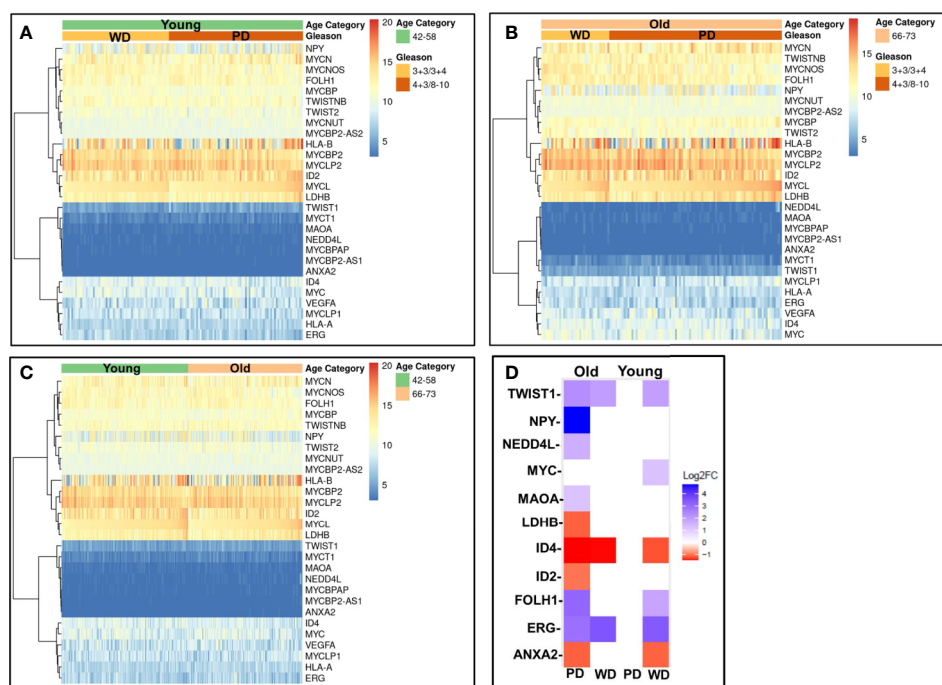 A
Young
WD
PD
Age Category
Gleason
NPY
MYCN
MYCNOS
FOLH1
MYCBP
TWISTNB
TWIST2
MYCNUT
MYCBP2-AS2
HLA-B
MYCBP2
MYCLP2
ID2
MYCL
LDHB
TWIST1
MYCT1
MAOA
NEDD4L
MYCBPAP
MYCBP2-AS1
ANXA2
ID4
MYC
VEGFA
MYCLP1
HLA-A
ERG
20
15
10
5
Age Category
42-58
Gleason
3+3/3+4
4+3/8-10
B
Old
WD
PD
Age Category
Gleason
MYCN
TWISTNB
MYCNOS
FOLH1
NPY
MYCNUT
MYCBP2-AS2
MYCBP
TWIST2
HLA-B
MYCBP2
MYCLP2
ID2
MYCL
LDHB
NEDD4L
MAOA
MYCBPAP
MYCBP2-AS1
ANXA2
MYCT1
TWIST1
MYCLP1
HLA-A
ERG
VEGFA
ID4
MYC
15
10
5
Age Category
66-73
Gleason
3+3/3+4
4+3/8-10
C
Young
Old
Age Category
MYCN
MYCNOS
FOLH1
MYCBP
TWISTNB
NPY
TWIST2
MYCNUT
MYCBP2-AS2
HLA-B
MYCBP2
MYCLP2
ID2
MYCL
LDHB
TWIST1
MYCT1
MAOA
NEDD4L
MYCBPAP
MYCBP2-AS1
ANXA2
ID4
MYC
VEGFA
MYCLP1
HLA-A
ERG
20
15
10
5
Age Category
42-58
66-73
D
Old Young
TWIST1-
NPY-
NEDD4L-
MYC-
MAOA-
LDHB-
ID4-
ID2-
FOLH1-
ERG-
ANXA2-
PD WD PD WD
Log2FC
4
3
2
1
0
−1